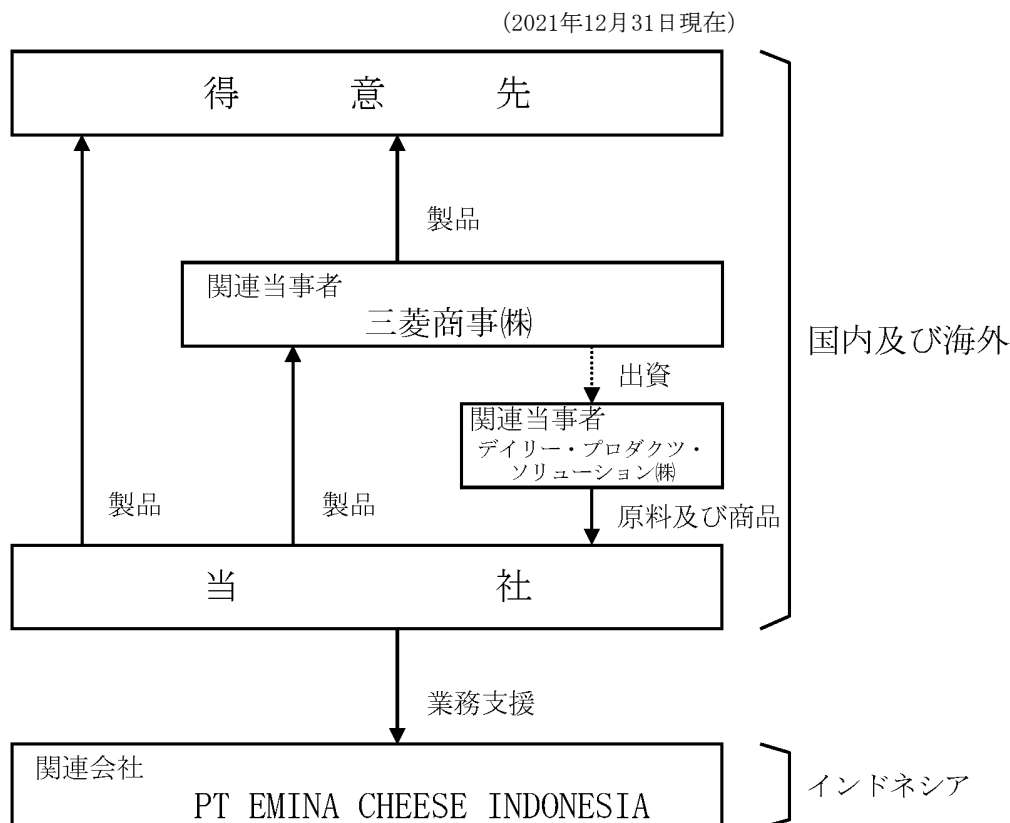 (2021年12月31日現在)
得意先
製品
関連当事者
三菱商事㈱
国内及び海外
出資
関連当事者
デイリー・プロダクツ・
ソリューション㈱
製品
製品
原料及び商品
当社
業務支援
関連会社
PT EMINA CHEESE INDONESIA
インドネシア